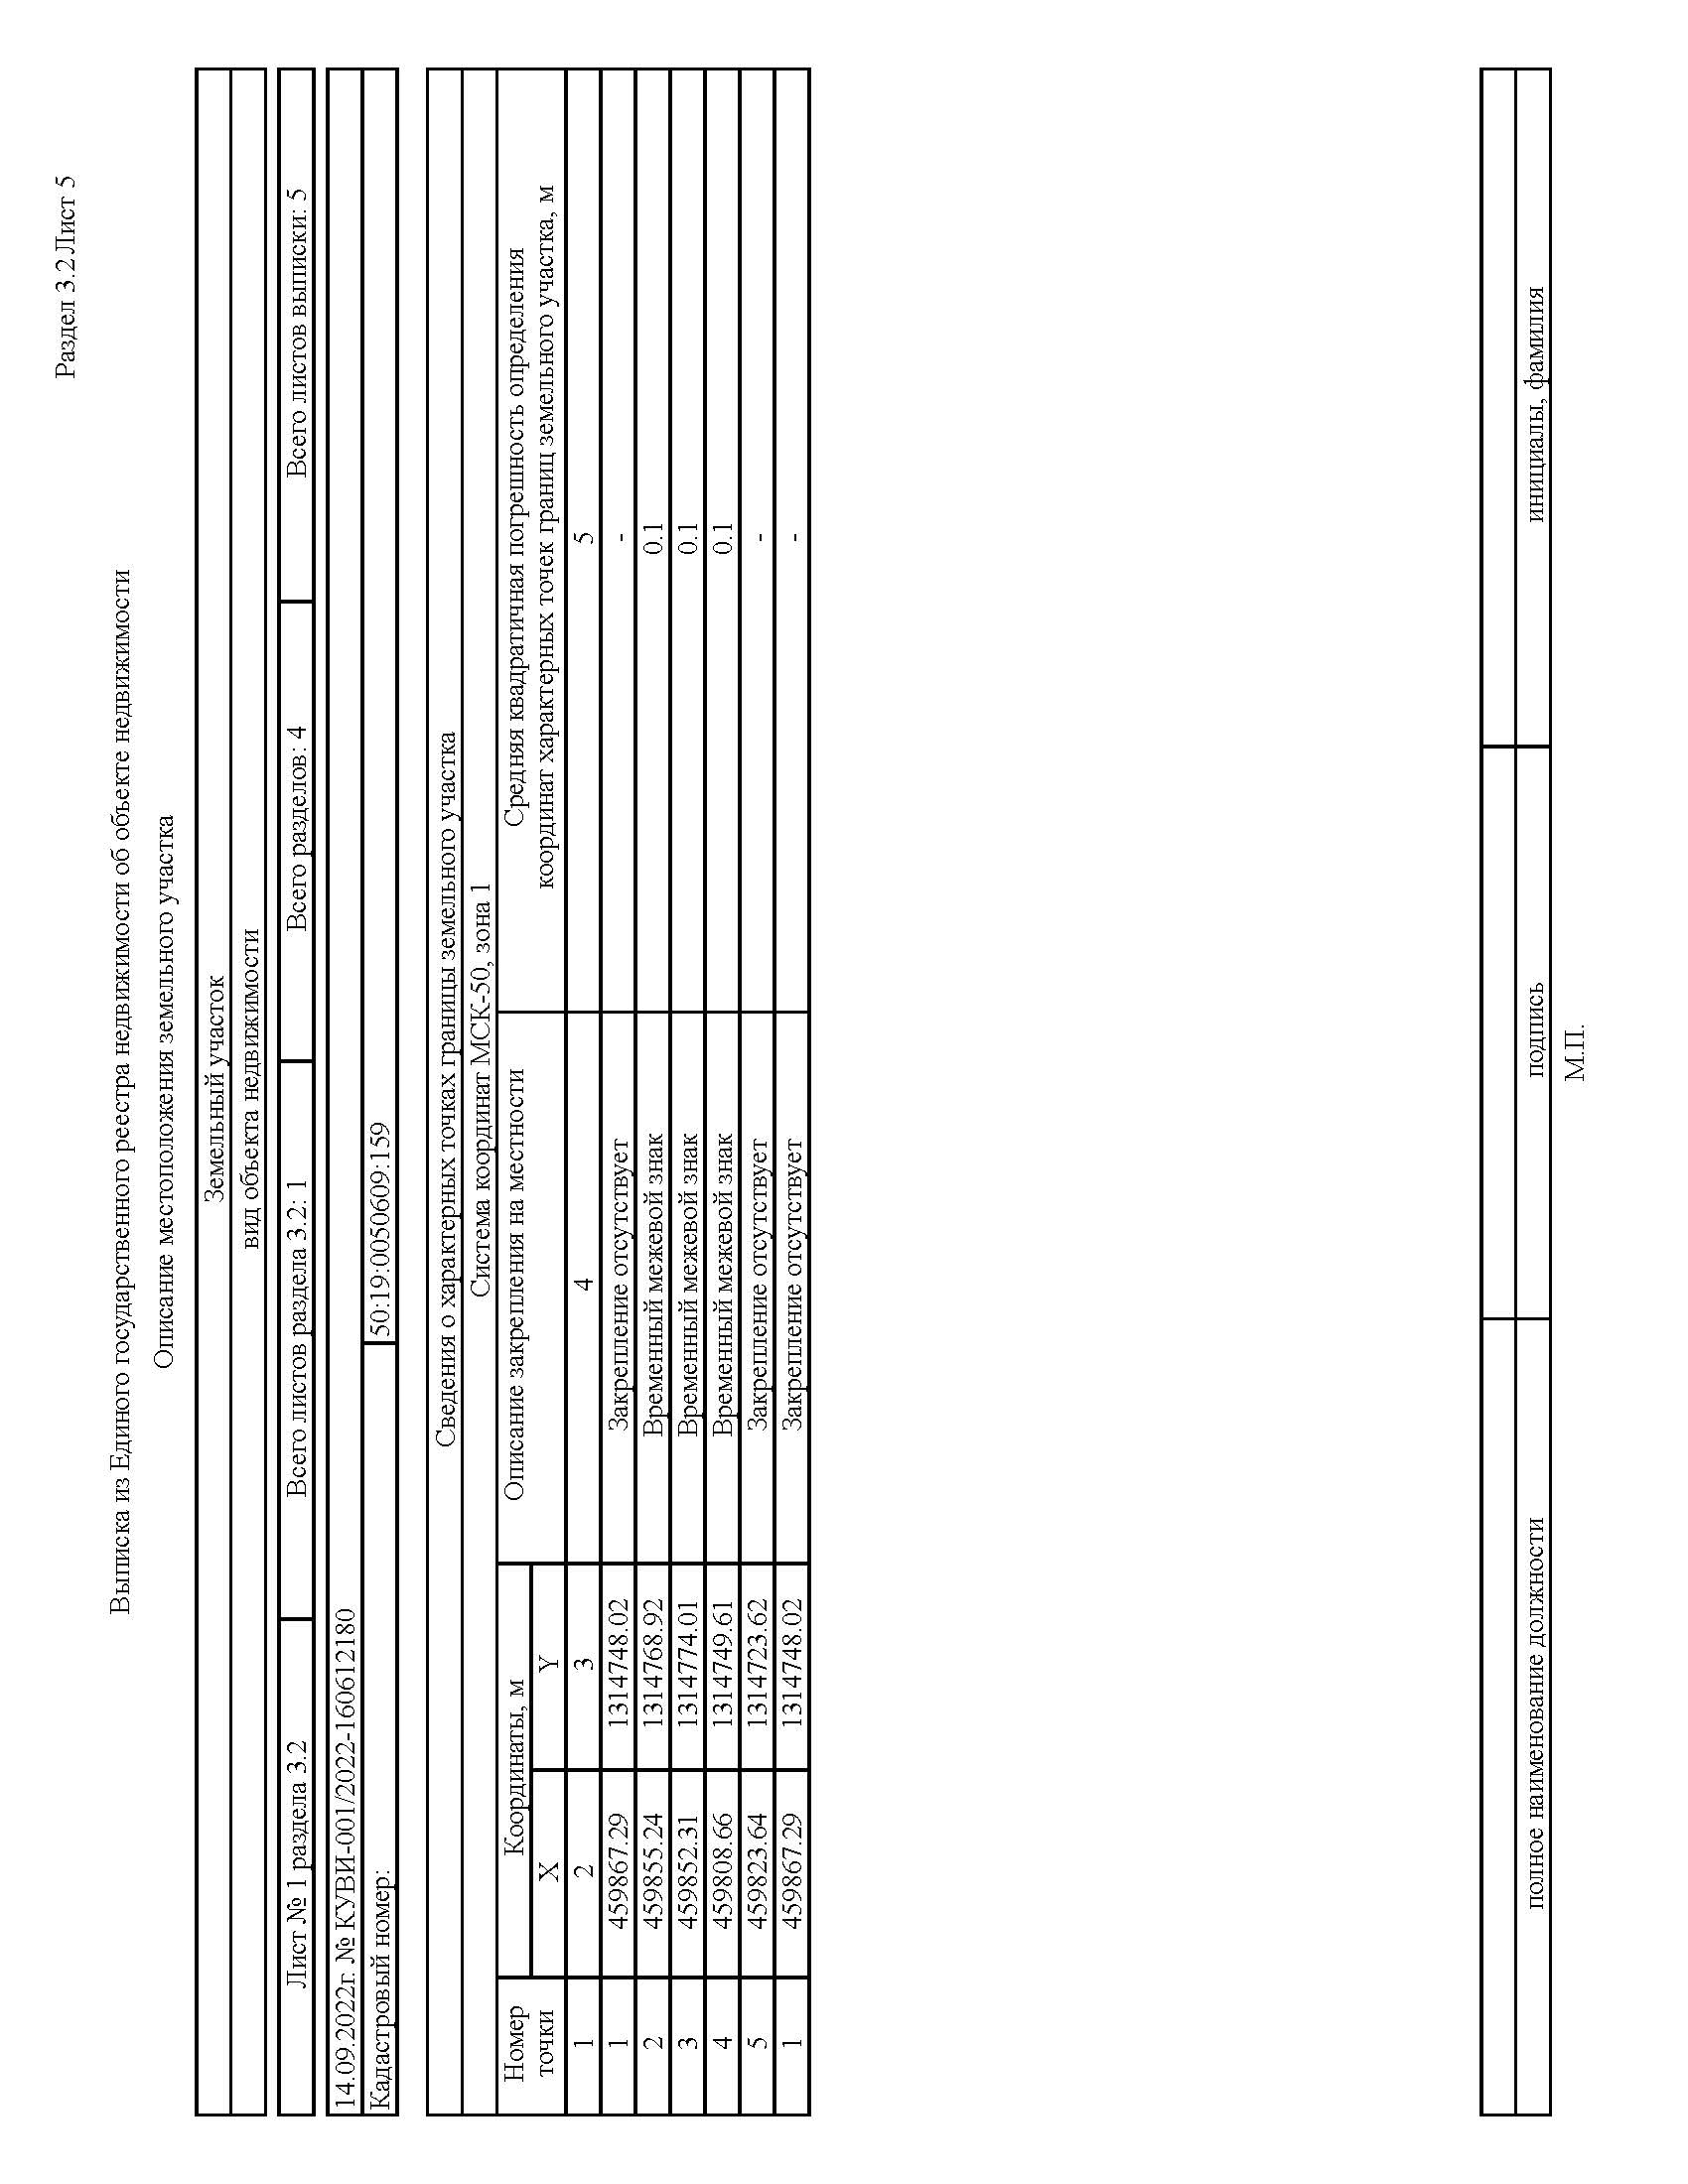 Раздел 3.2 Лист 5
Выписка из Единого государственного реестра недвижимости об объекте недвижимости
Описание местоположения земельного участка
Земельный участок
вид объекта недвижимости
Лист № 1 раздела 3.2 Всего листов раздела 3.2: 1 Всего разделов: 4 Всего листов выписки: 5
14.09.2022г. № КУВИ-001/2022-160612180
Кадастровый номер: 50:19:0050609:159
Сведения о характерных точках границы земельного участка
Система координат МСК-50, зона 1
Номер точки Координаты, м Описание закрепления на местности Средняя квадратичная погрешность определения
координат характерных точек границ земельного участка, м
X Y
1 2 3 4 5
1 459867.29 1314748.02 Закрепление отсутствует -
2 459855.24 1314768.92 Временный межевой знак 0.1
3 459852.31 1314774.01 Временный межевой знак 0.1
4 459808.66 1314749.61 Временный межевой знак 0.1
5 459823.64 1314723.62 Закрепление отсутствует -
1 459867.29 1314748.02 Закрепление отсутствует -
полное наименование должности подпись инициалы, фамилия
М.П.